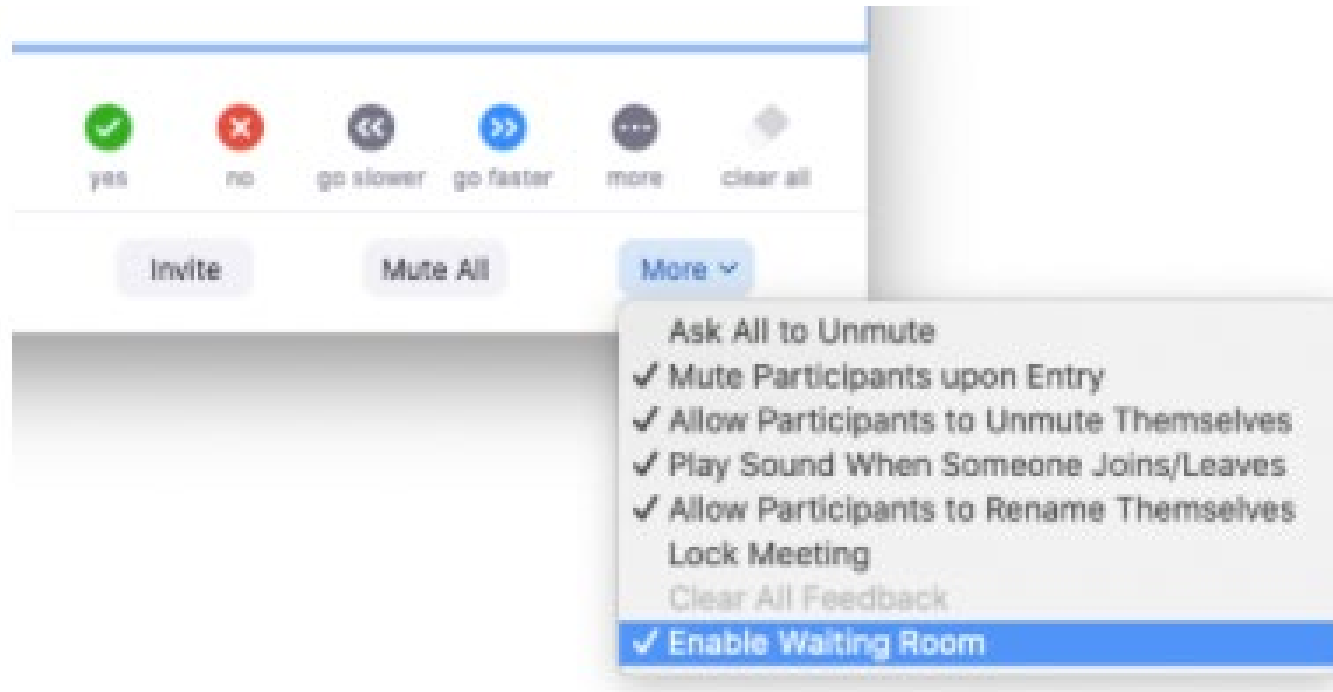 yes no go slower go faster more clear all
Invite Mute All More
Ask All to Unmute
✓ Mute Participants upon Entry
✓ Allow Participants to Unmute Themselves
✓ Play Sound When Someone Joins/Leaves
✓ Allow Participants to Rename Themselves
Lock Meeting
Clear All Feedback
✓ Enable Waiting Room